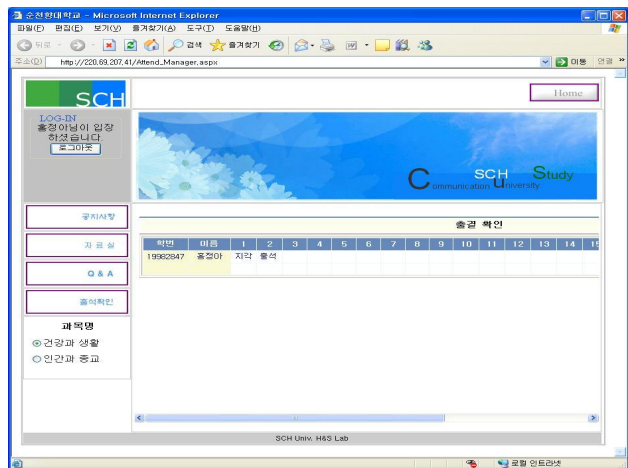 순천향대학교 - Microsoft Internet Explorer
파일(F) 편집(E) 보기(V) 즐겨찾기(A) 도구(T) 도움말(H)
뒤로 검색 즐겨찾기
주소(D) http://220.69.207.41/Attend_Manager.aspx 이동 연결 »
SCH
Home
LOG-IN
홍정아님이 입장
하셨습니다
로그아웃
SCH Study
Communication University
공지사항
자 료 실
Q & A
출석확인
과목명
건강과 생활
인간과 종교
출결 확인
학번 이름 1 2 3 4 5 6 7 8 9 10 11 12 13 14 15
19982847 홍정아 지각 출석
SCH Univ. H&S Lab
로컬 인트라넷